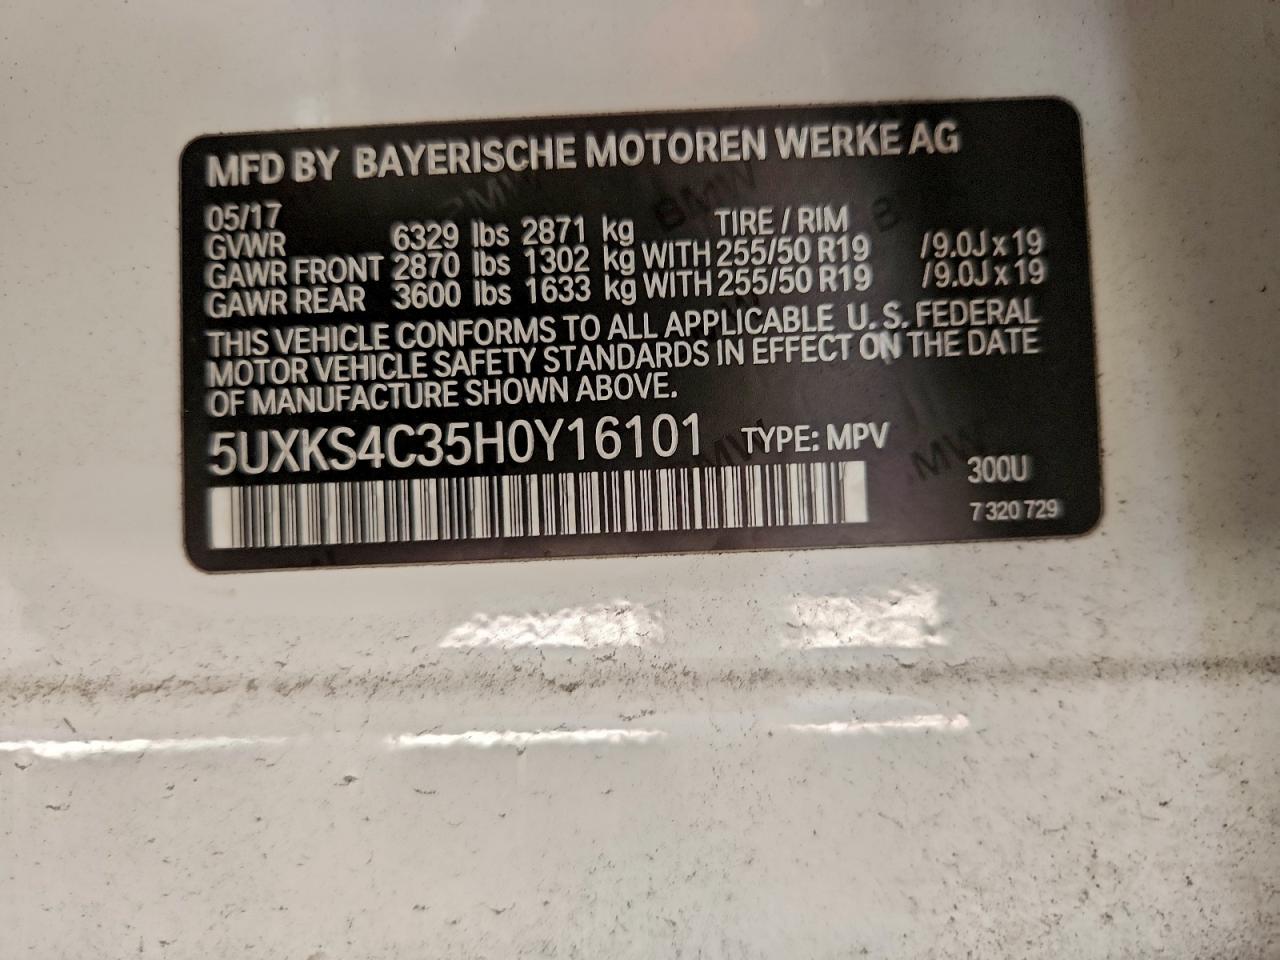 MFD BY BAYERISCHE MOTOREN WERKE AG
05/17 TIRE / RIM
GVWR 6329 lbs 2871 kg
GAWR FRONT 2870 lbs 1302 kg WITH 255/50 R19 /9.0J x 19
GAWR REAR 3600 lbs 1633 kg WITH 255/50 R19 /9.0J x 19
THIS VEHICLE CONFORMS TO ALL APPLICABLE U.S. FEDERAL
MOTOR VEHICLE SAFETY STANDARDS IN EFFECT ON THE DATE
OF MANUFACTURE SHOWN ABOVE.
5UXKS4C35H0Y16101 TYPE: MPV
300U
7 320 729